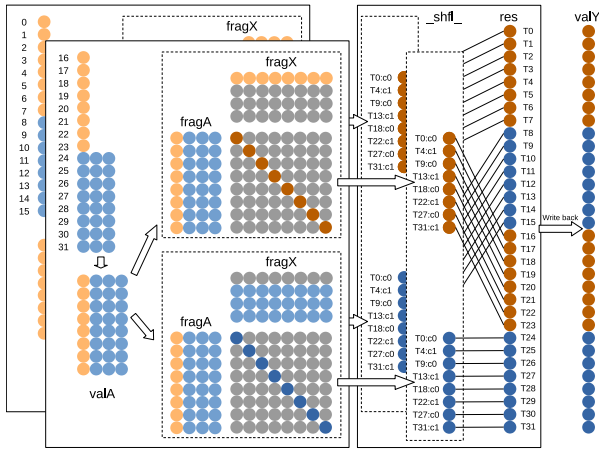 _shfl_
res
valY
fragX
0
1
2
3
4
5
6
7
8
9
10
11
12
13
14
15
16
17
18
19
20
21
22
23
24
25
26
27
28
29
30
31
valA
fragX
fragA
fragX
fragA
T0:c0
T4:c1
T9:c0
T13:c1
T18:c0
T22:c1
T27:c0
T31:c1
T0:c0
T4:c1
T9:c0
T13:c1
T18:c0
T22:c1
T27:c0
T31:c1
T0:c0
T4:c1
T9:c0
T13:c1
T18:c0
T22:c1
T27:c0
T31:c1
T0:c0
T4:c1
T9:c0
T13:c1
T18:c0
T22:c1
T27:c0
T31:c1
T0
T1
T2
T3
T4
T5
T6
T7
T8
T9
T10
T11
T12
T13
T14
T15
T16
T17
T18
T19
T20
T21
T22
T23
T24
T25
T26
T27
T28
T29
T30
T31
Write back